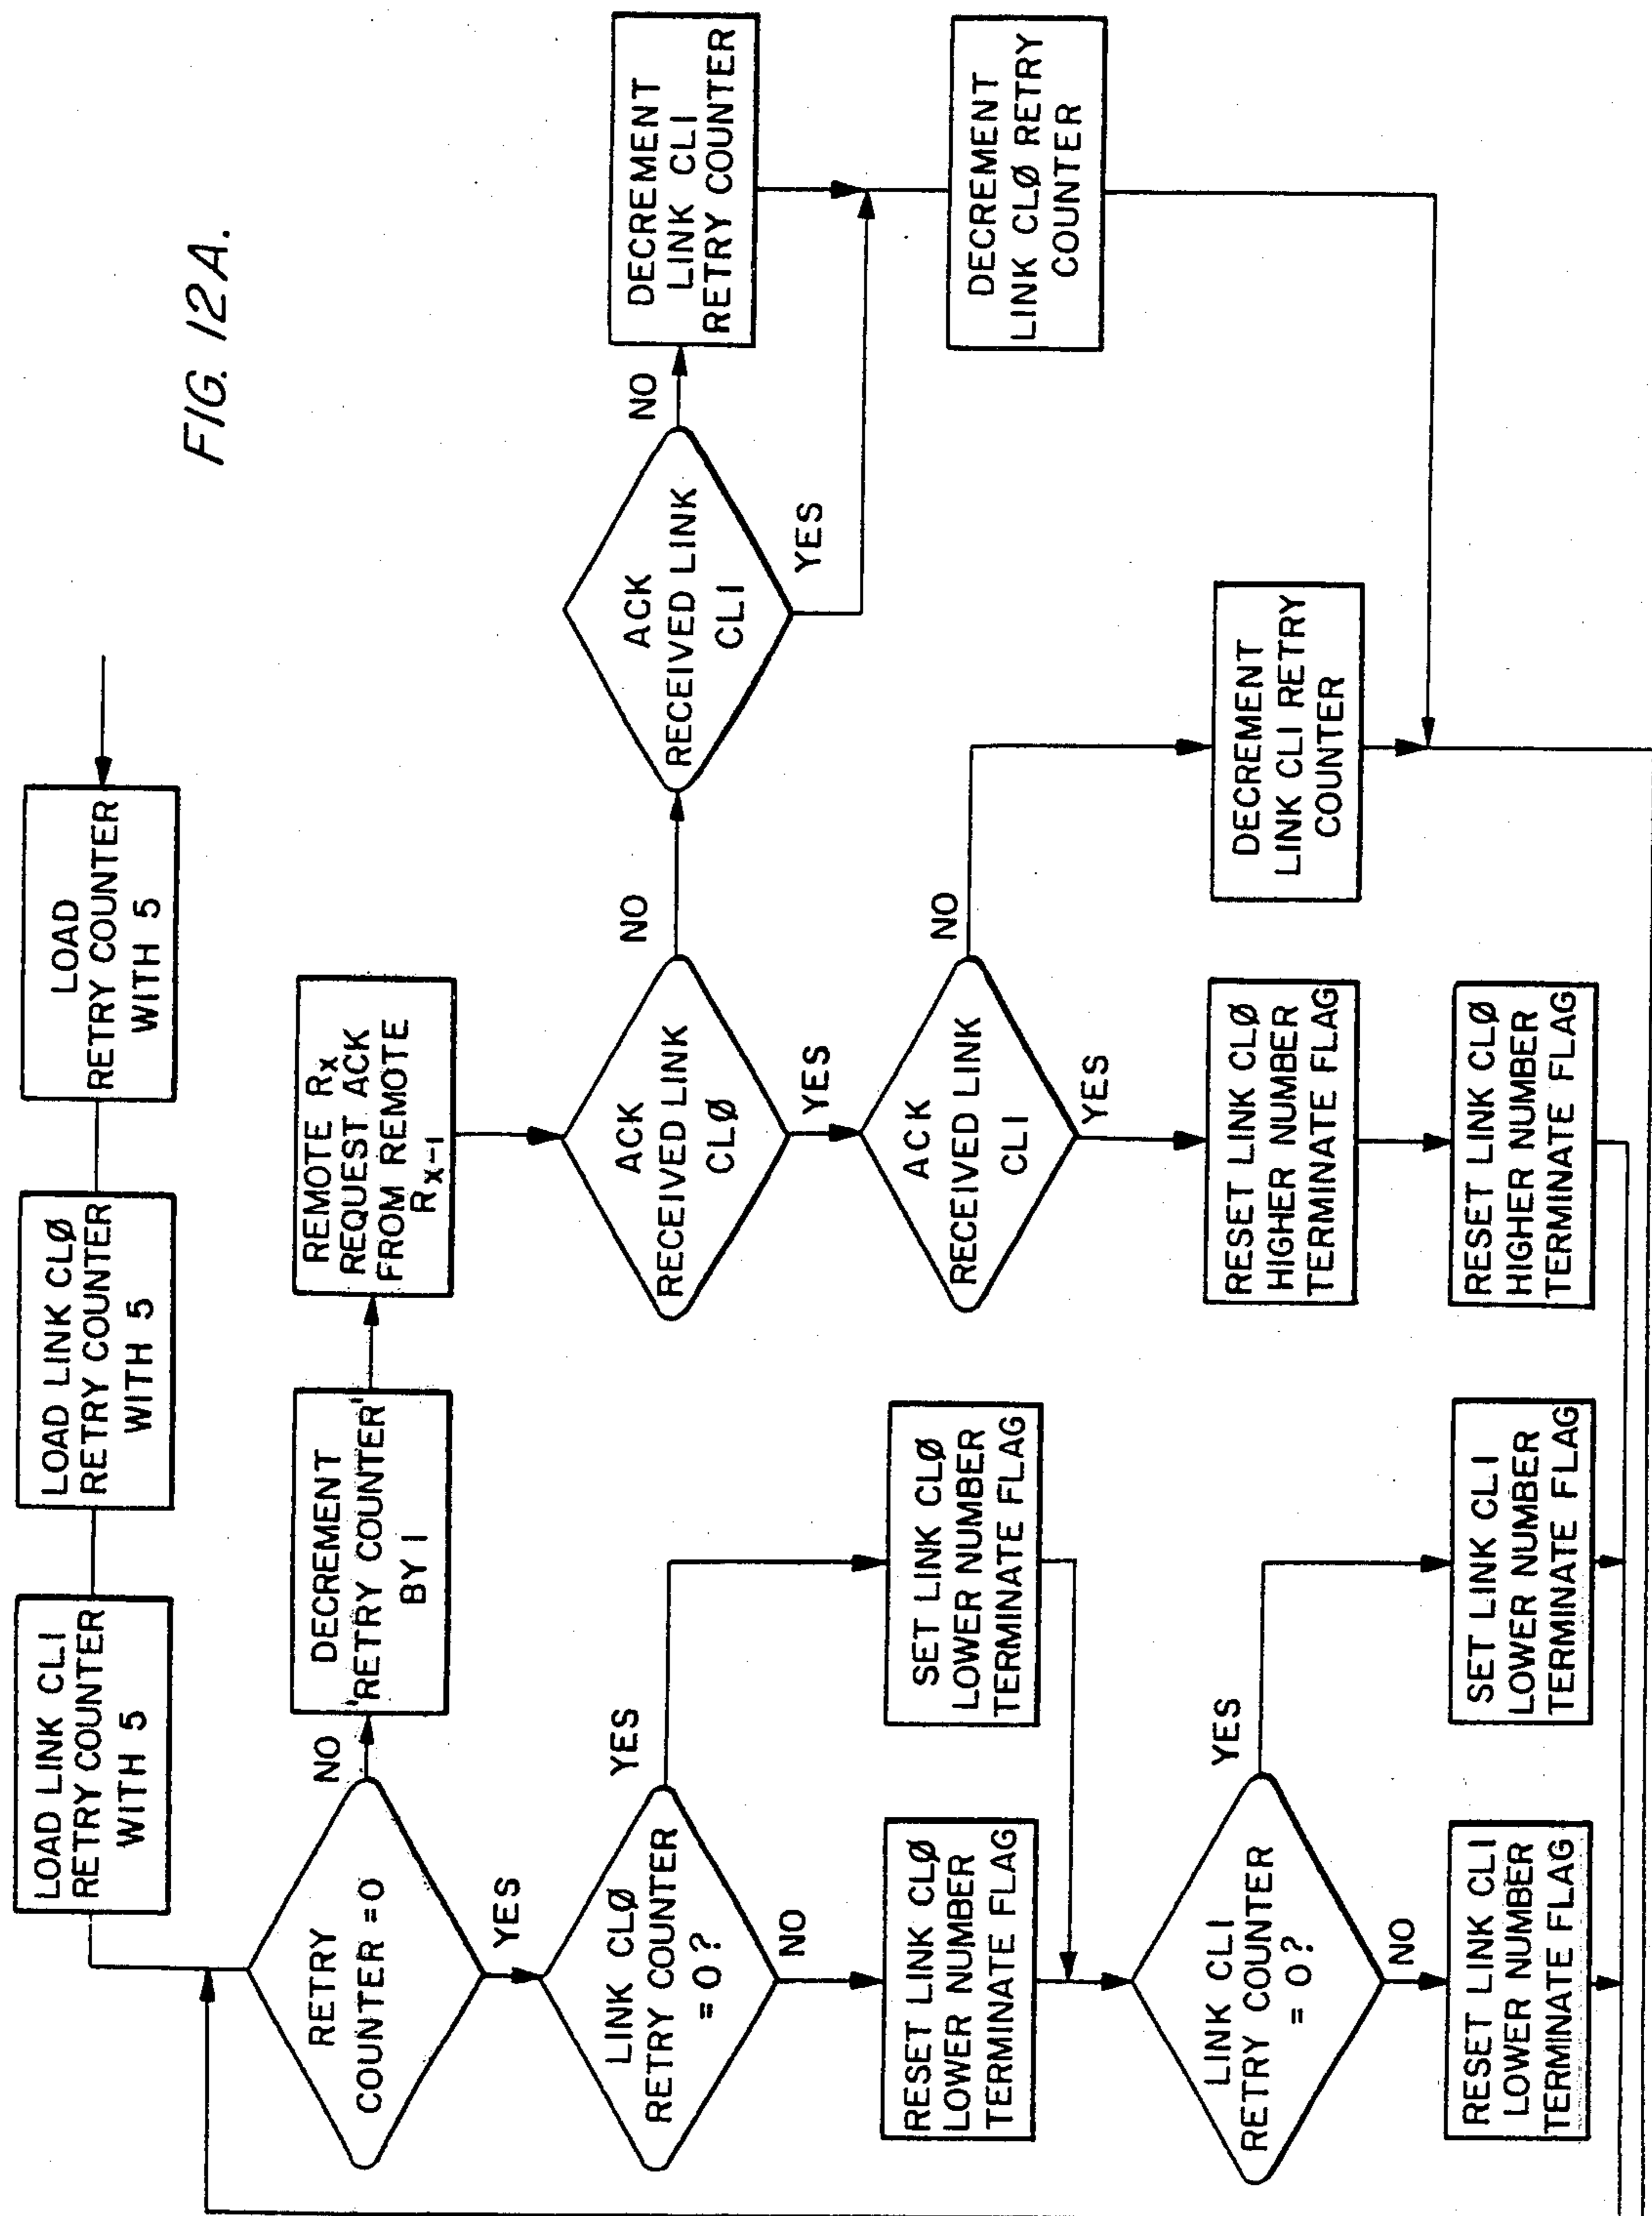 FIG. 12A.
LOAD
RETRY COUNTER
WITH 5
LOAD LINK CLØ
RETRY COUNTER
WITH 5
LOAD LINK CL1
RETRY COUNTER
WITH 5
RETRY
COUNTER = 0
NO
YES
DECREMENT
'RETRY COUNTER'
BY 1
REMOTE Rx
REQUEST ACK
FROM REMOTE
Rx-1
ACK
RECEIVED LINK
CLØ
NO
YES
ACK
RECEIVED LINK
CL1
NO
YES
DECREMENT
LINK CL1
RETRY COUNTER
DECREMENT
LINK CLØ RETRY
COUNTER
ACK
RECEIVED LINK
CL1
NO
YES
DECREMENT
LINK CL1 RETRY
COUNTER
RESET LINK CLØ
HIGHER NUMBER
TERMINATE FLAG
RESET LINK CLØ
HIGHER NUMBER
TERMINATE FLAG
LINK CLØ
RETRY COUNTER
= 0 ?
YES
NO
SET LINK CLØ
LOWER NUMBER
TERMINATE FLAG
RESET LINK CLØ
LOWER NUMBER
TERMINATE FLAG
LINK CL1
RETRY COUNTER
= 0 ?
YES
NO
SET LINK CL1
LOWER NUMBER
TERMINATE FLAG
RESET LINK CL1
LOWER NUMBER
TERMINATE FLAG